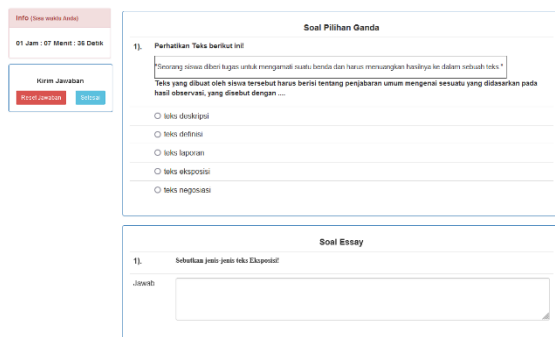 Info (Sisa waktu Anda)
01 Jam : 07 Menit : 36 Detik
Kirim Jawaban
Reset Jawaban
Selesai
Soal Pilihan Ganda
1). Perhatikan Teks berikut ini!
"Seorang siswa diberi tugas untuk mengamati suatu benda dan harus menuangkan hasilnya ke dalam sebuah teks."
Teks yang dibuat oleh siswa tersebut harus berisi tentang penjabaran umum mengenai sesuatu yang didasarkan pada
hasil observasi, yang disebut dengan ....
teks deskripsi
teks definisi
teks laporan
teks eksposisi
teks negosiasi
Soal Essay
1). Sebutkan jenis-jenis teks Eksposisi!
Jawab